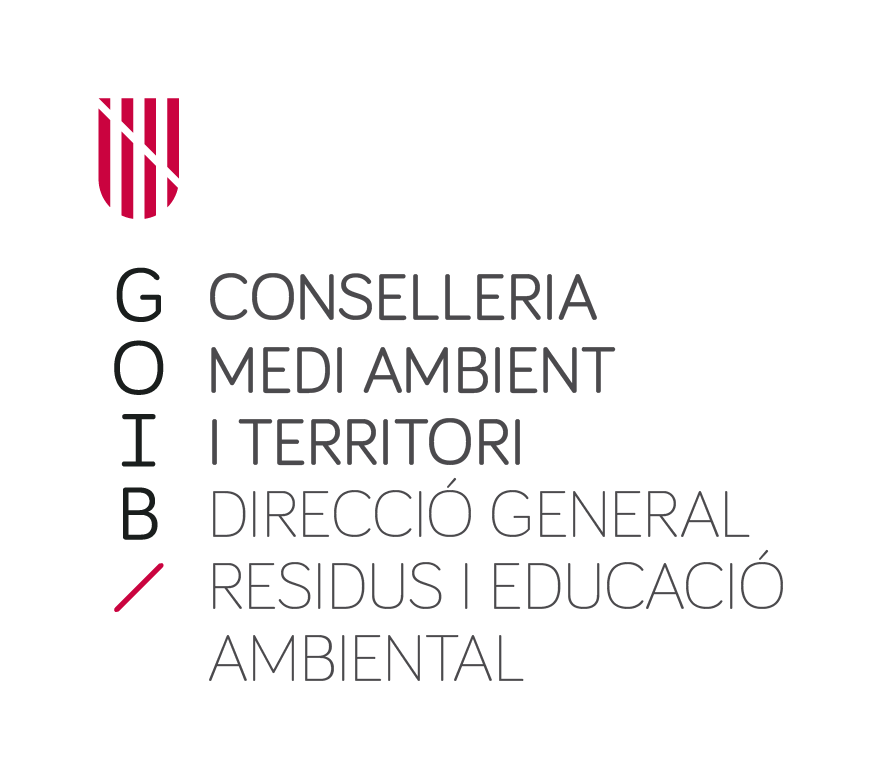 GOIB/
CONSELLERIA
MEDI AMBIENT
I TERRITORI
DIRECCIÓ GENERAL
RESIDUS I EDUCACIÓ
AMBIENTAL